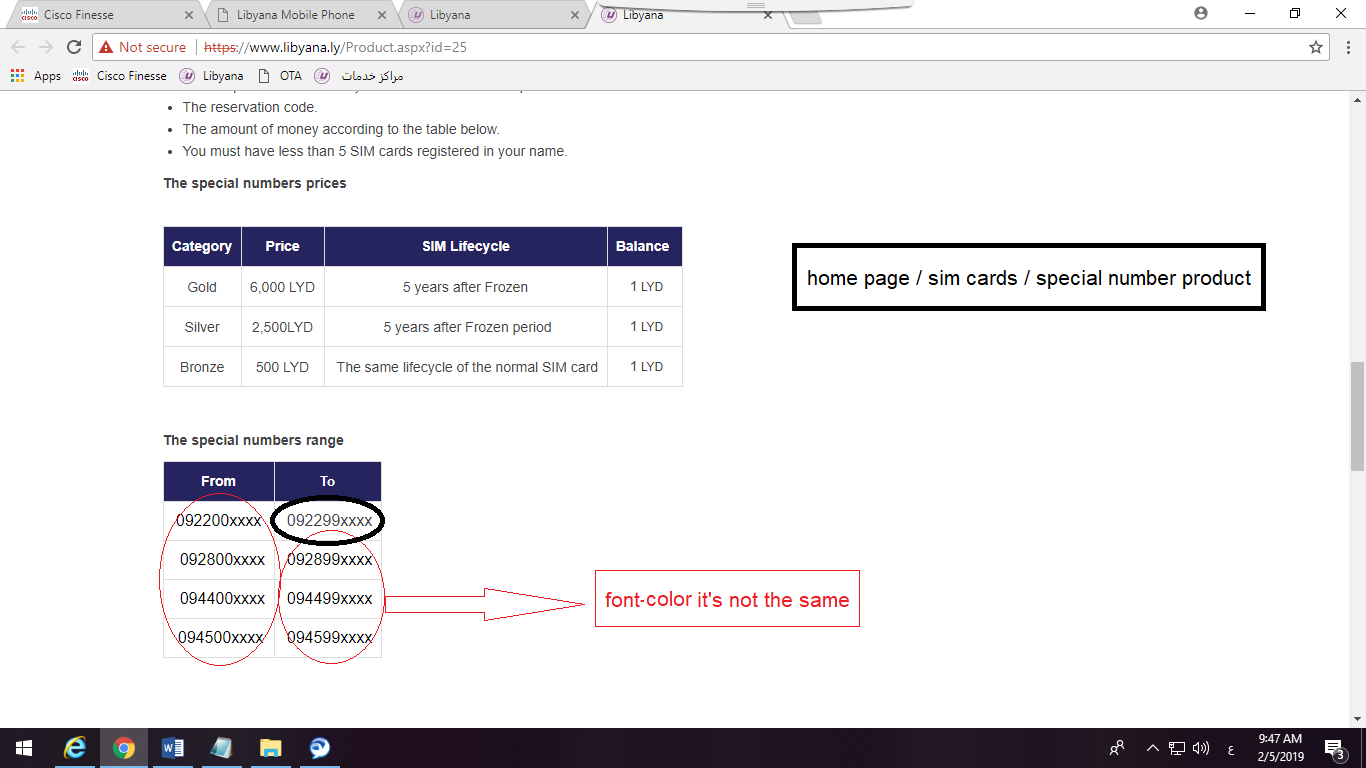 Cisco Finesse
Libyana Mobile Phone
Libyana
Libyana
Not secure
https://www.libyana.ly/Product.aspx?id=25
Apps
cisco
Cisco Finesse
Libyana
OTA
مراكز خدمات
The reservation code.
The amount of money according to the table below.
You must have less than 5 SIM cards registered in your name.
The special numbers prices
Category Price SIM Lifecycle Balance
Gold 6,000 LYD 5 years after Frozen 1 LYD
Silver 2,500LYD 5 years after Frozen period 1 LYD
Bronze 500 LYD The same lifecycle of the normal SIM card 1 LYD
home page / sim cards / special number product
The special numbers range
From To
092200xxxx 092299xxxx
092800xxxx 092899xxxx
094400xxxx 094499xxxx
094500xxxx 094599xxxx
font-color it's not the same
ع
9:47 AM
2/5/2019
3